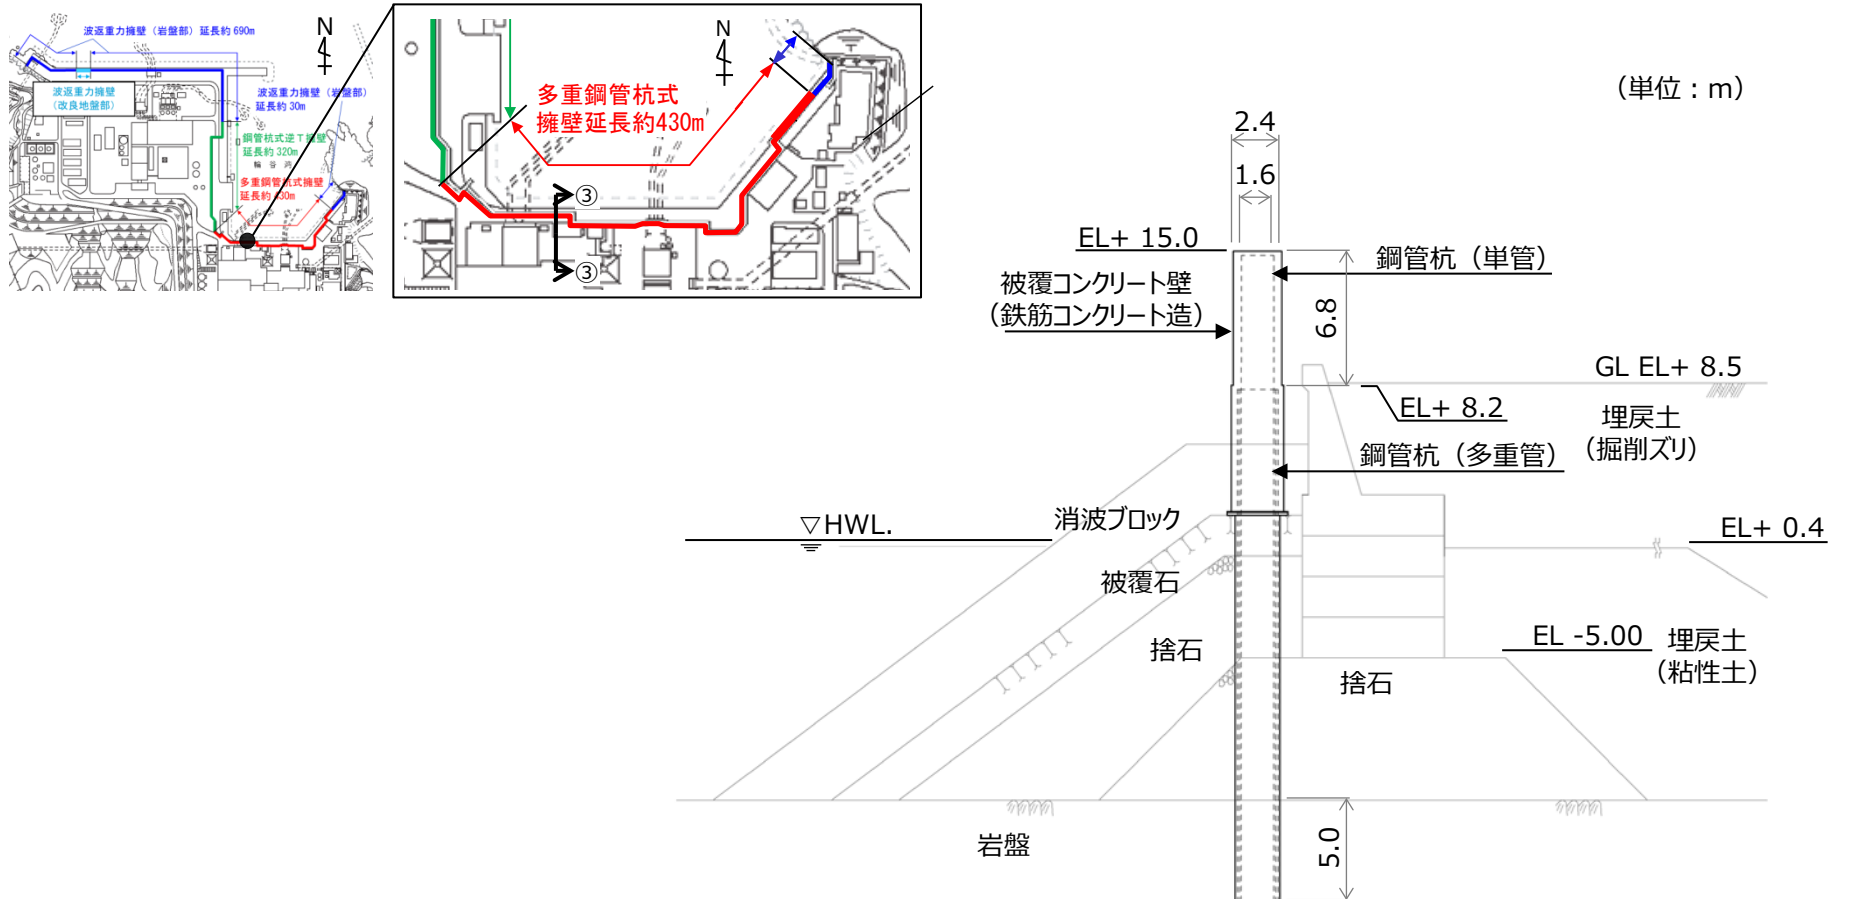 波返重力擁壁（岩盤部）延長約690m
N
波返重力擁壁
（改良地盤部）
波返重力擁壁（岩盤部）
延長約30m
鋼管杭式逆T擁壁
延長約320m
輪谷湾
多重鋼管杭式擁壁
延長約430m
N
多重鋼管杭式
擁壁延長約430m
③
③
（単位：m）
2.4
1.6
EL+ 15.0
鋼管杭（単管）
被覆コンクリート壁
（鉄筋コンクリート造）
6.8
GL EL+ 8.5
EL+ 8.2
埋戻土
（掘削ズリ）
鋼管杭（多重管）
▽HWL.
消波ブロック
EL+ 0.4
被覆石
捨石
EL -5.00
埋戻土
（粘性土）
捨石
岩盤
5.0